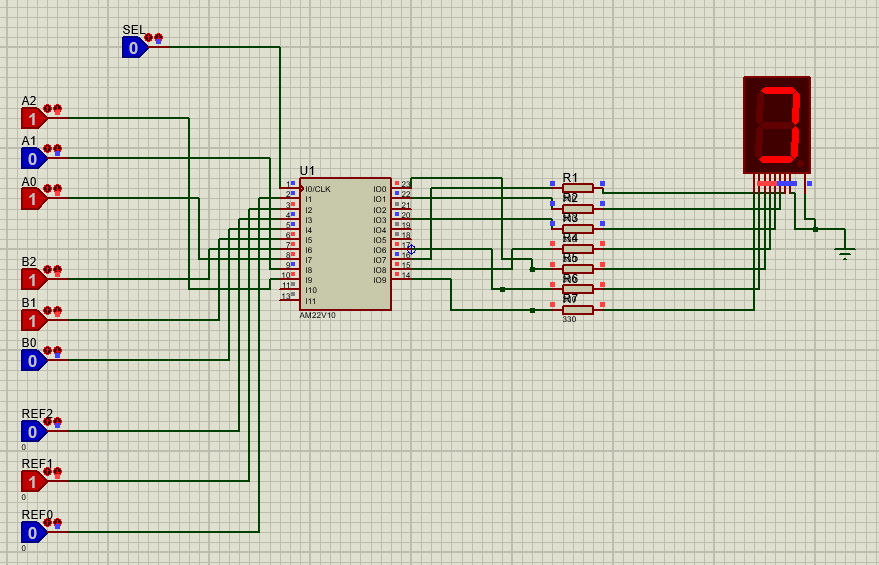 SEL
0
A2
1
A1
0
A0
1
B2
1
B1
1
B0
0
REF2
0
0
REF1
1
0
REF0
0
0
U1
1 I0/CLK IO0 23
2 I1 IO1 22
3 I2 IO2 21
4 I3 IO3 20
5 I4 IO4 19
6 I5 IO5 18
7 I6 IO6 17
8 I7 IO7 16
9 I8 IO8 15
10 I9 IO9 14
11 I10
13 I11
AM22V10
R1
R2
R3
R4
R5
R6
R7
330